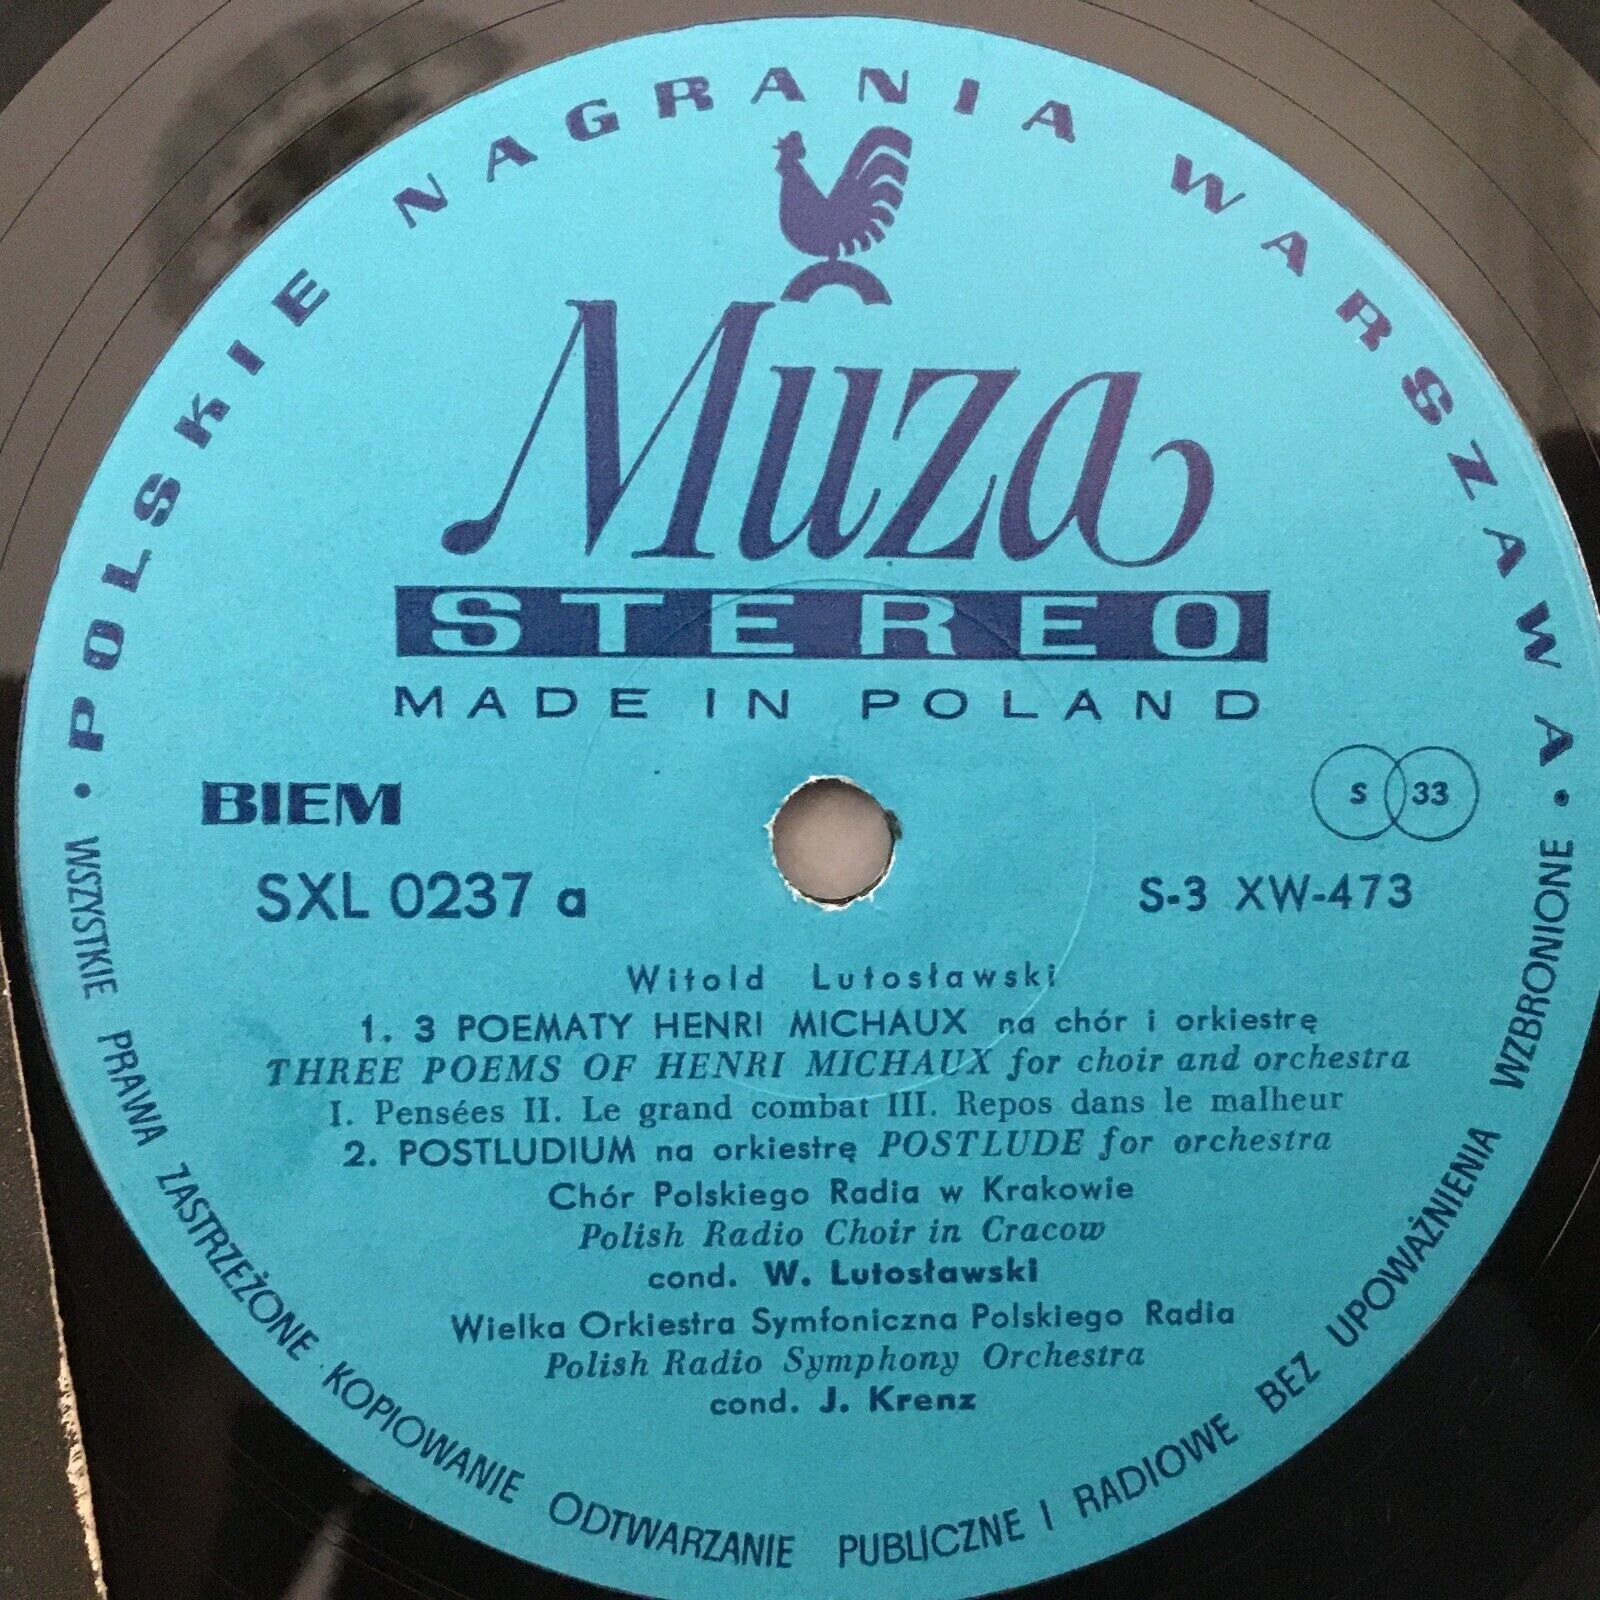 • POLSKIE NAGRANIA WARSZAWA •
Muza
STEREO
MADE IN POLAND
BIEM
S 33
SXL 0237 a
S-3 XW-473
Witold Lutosławski
1. 3 POEMATY HENRI MICHAUX na chór i orkiestrę
THREE POEMS OF HENRI MICHAUX for choir and orchestra
I. Pensées II. Le grand combat III. Repos dans le malheur
2. POSTLUDIUM na orkiestrę POSTLUDE for orchestra
Chór Polskiego Radia w Krakowie
Polish Radio Choir in Cracow
cond. W. Lutosławski
Wielka Orkiestra Symfoniczna Polskiego Radia
Polish Radio Symphony Orchestra
cond. J. Krenz
WSZYSTKIE PRAWA ZASTRZEŻONE · KOPIOWANIE ODTWARZANIE PUBLICZNE I RADIOWE BEZ UPOWAŻNIENIA WZBRONIONE